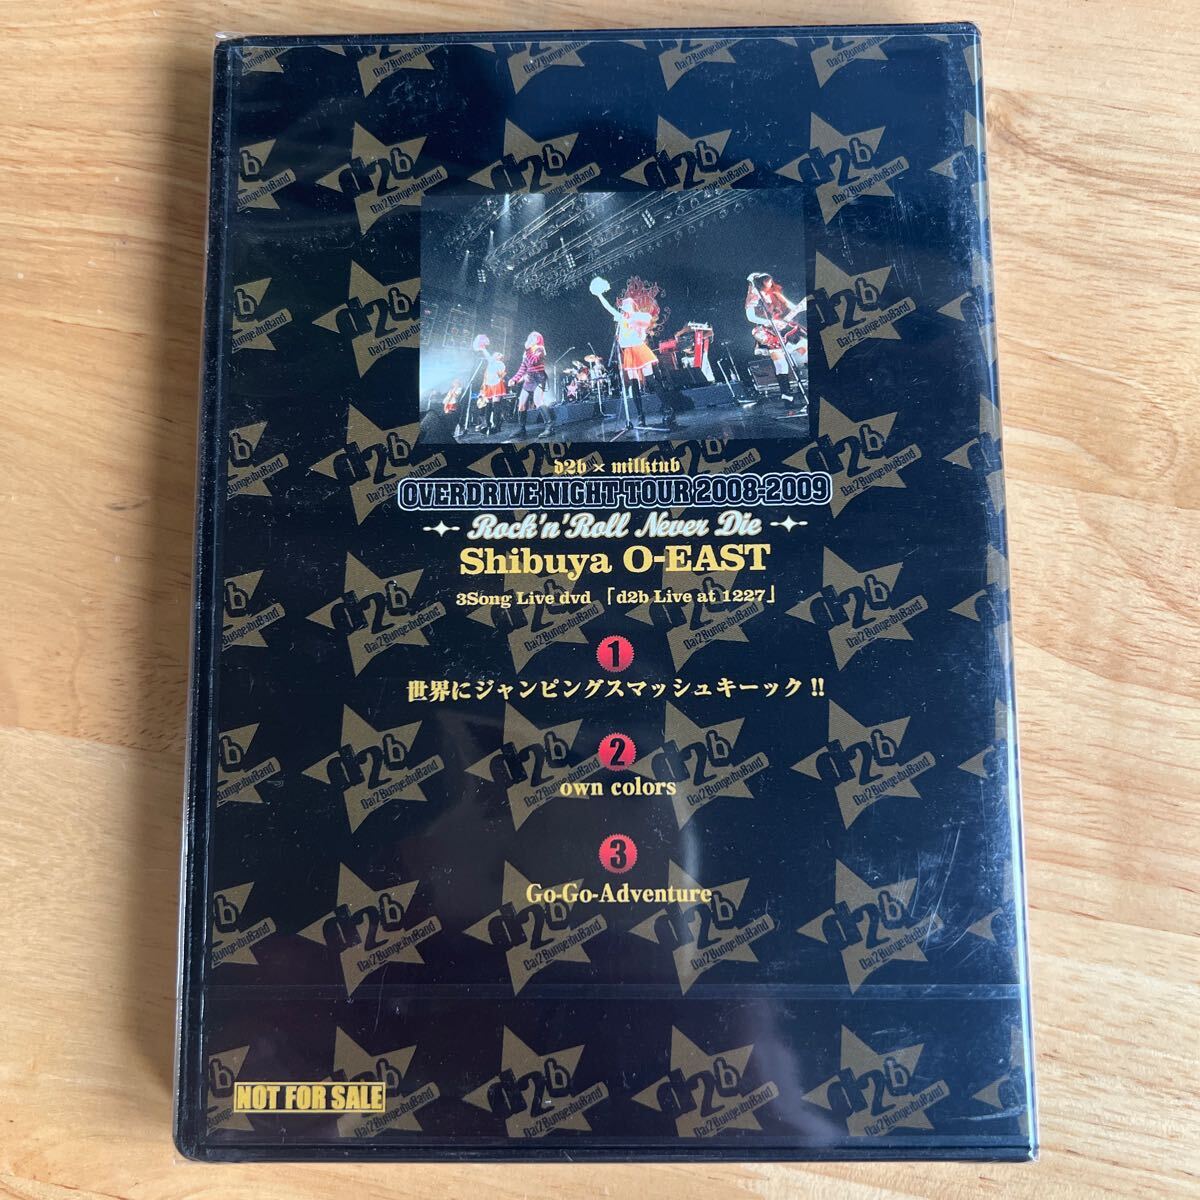 d2b × milktub
OVERDRIVE NIGHT TOUR 2008-2009
Rock'n'Roll Never Die
Shibuya O-EAST
3Song Live dvd 「d2b Live at 1227」
1
世界にジャンピングスマッシュキーック!!
2
own colors
3
Go-Go-Adventure
NOT FOR SALE
d2b
Dai2BungeibuBand